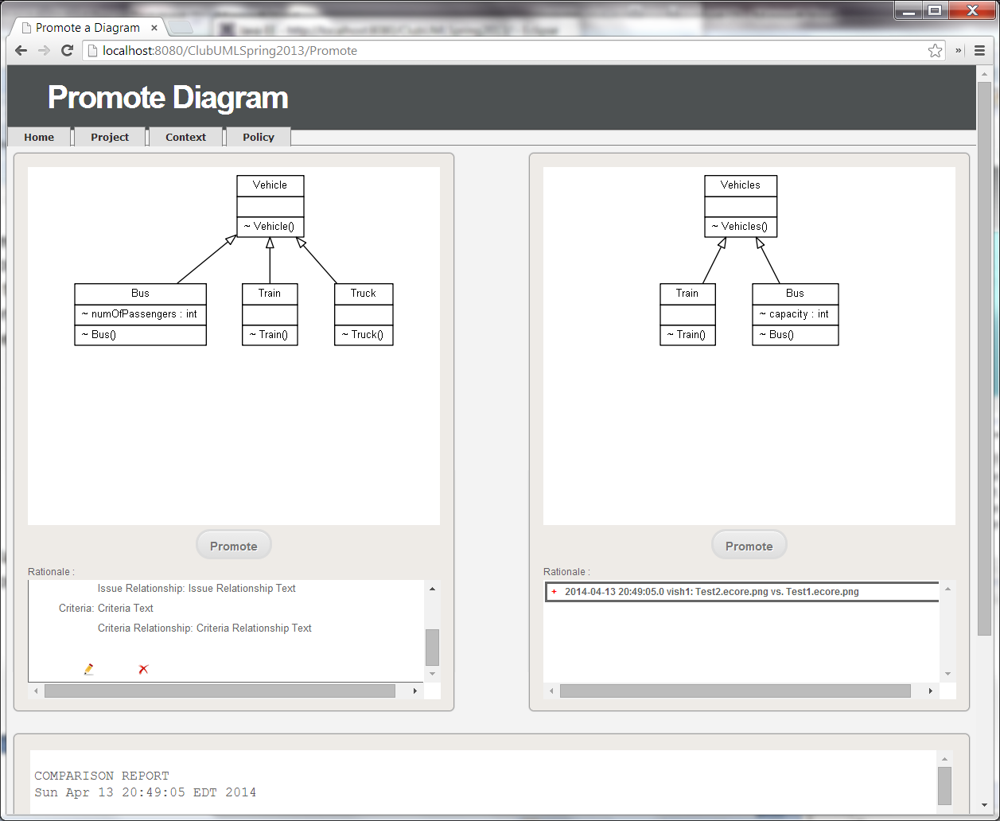 Promote a Diagram
localhost:8080/ClubUMLSpring2013/Promote
Promote Diagram
Home Project Context Policy
Vehicle
~ Vehicle()
Bus
~ numOfPassengers : int
~ Bus()
Train
~ Train()
Truck
~ Truck()
Promote
Rationale :
Issue Relationship: Issue Relationship Text
Criteria: Criteria Text
Criteria Relationship: Criteria Relationship Text
Vehicles
~ Vehicles()
Train
~ Train()
Bus
~ capacity : int
~ Bus()
Promote
Rationale :
+ 2014-04-13 20:49:05.0 vish1: Test2.ecore.png vs. Test1.ecore.png
COMPARISON REPORT
Sun Apr 13 20:49:05 EDT 2014